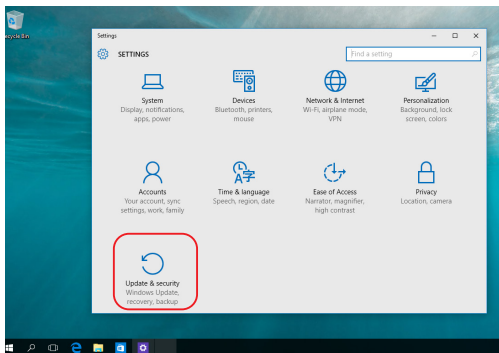 Recycle Bin
Settings
SETTINGS
Find a setting
System
Display, notifications,
apps, power
Devices
Bluetooth, printers,
mouse
Network & Internet
Wi-Fi, airplane mode,
VPN
Personalization
Background, lock
screen, colors
Accounts
Your account, sync
settings, work, family
Time & language
Speech, region, date
Ease of Access
Narrator, magnifier,
high contrast
Privacy
Location, camera
Update & security
Windows Update,
recovery, backup